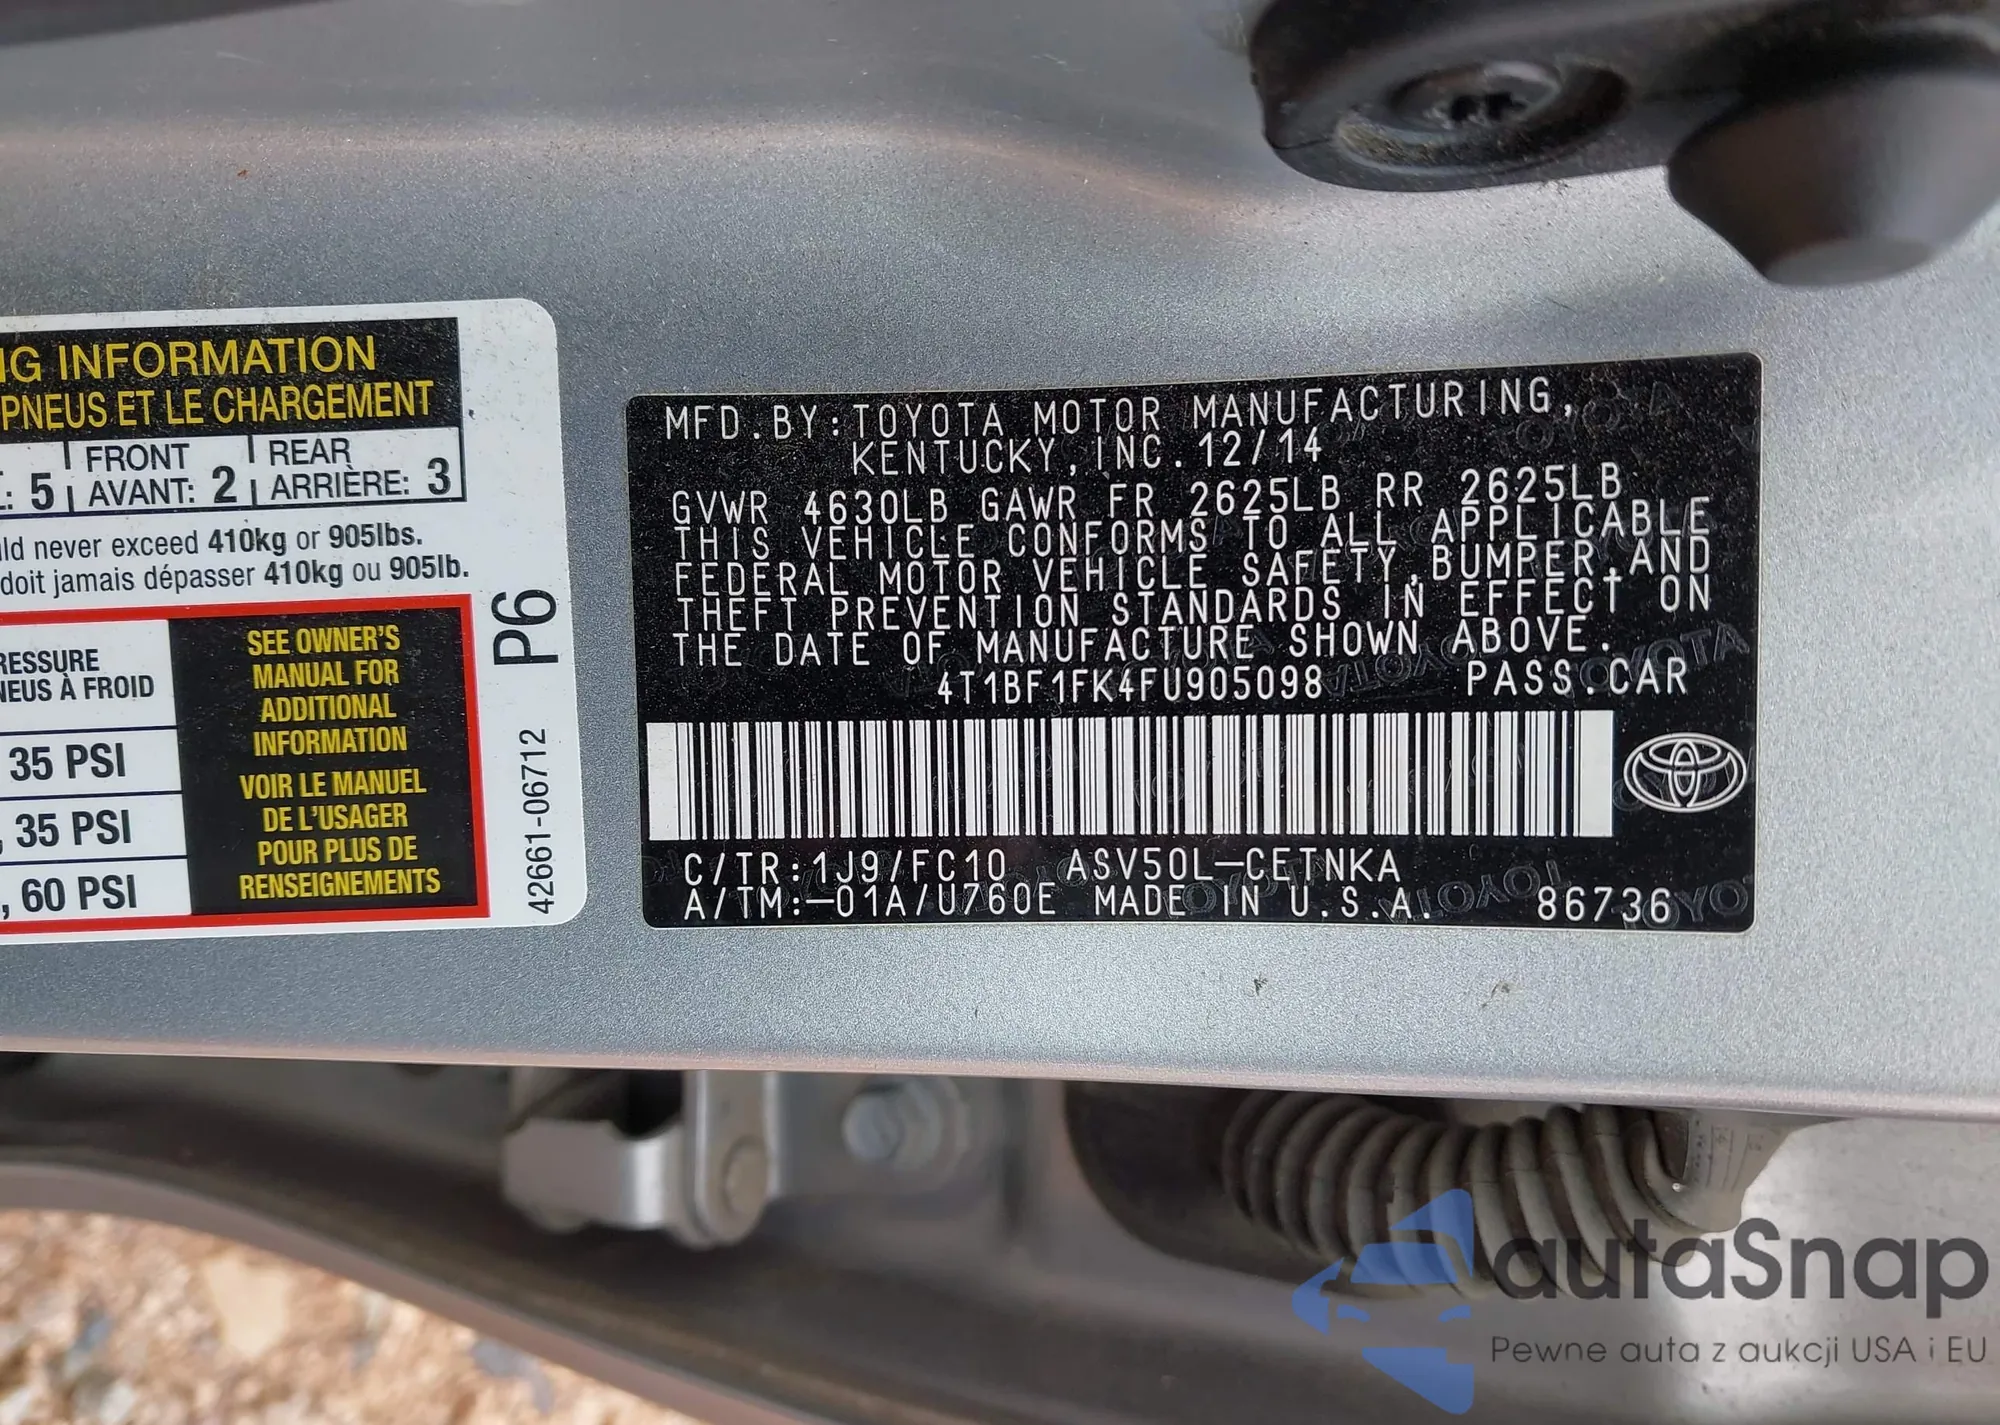 NG INFORMATION
PNEUS ET LE CHARGEMENT
5 FRONT AVANT: 2 REAR ARRIÈRE: 3
never exceed 410kg or 905lbs.
doit jamais dépasser 410kg ou 905lb.
P6
RESSURE
NEUS À FROID
35 PSI
, 35 PSI
, 60 PSI
SEE OWNER'S
MANUAL FOR
ADDITIONAL
INFORMATION
VOIR LE MANUEL
DE L'USAGER
POUR PLUS DE
RENSEIGNEMENTS
42661-06712
MFD.BY:TOYOTA MOTOR MANUFACTURING,
KENTUCKY,INC.12/14
GVWR 4630LB GAWR FR 2625LB RR 2625LB
THIS VEHICLE CONFORMS TO ALL APPLICABLE
FEDERAL MOTOR VEHICLE SAFETY,BUMPER,AND
THEFT PREVENTION STANDARDS IN EFFECT ON
THE DATE OF MANUFACTURE SHOWN ABOVE.
4T1BF1FK4FU905098 PASS.CAR
C/TR:1J9/FC10 ASV50L-CETNKA
A/TM:-01A/U760E MADE IN U.S.A. 86736
autaSnap
Pewne auta z aukcji USA i EU